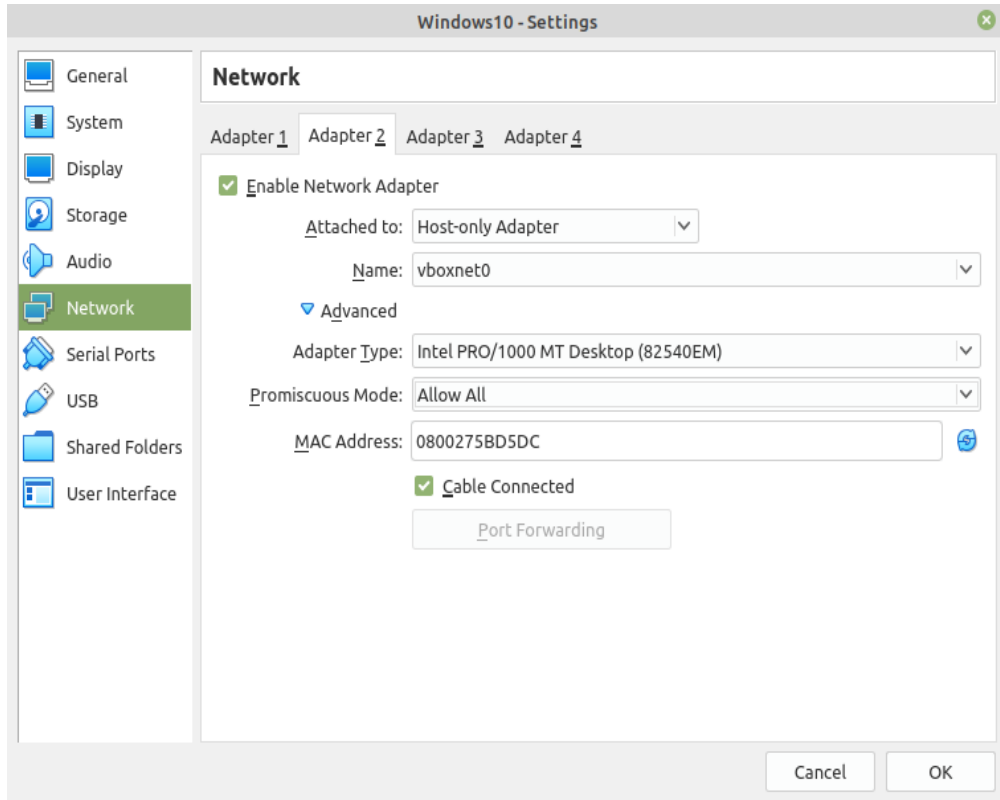 Windows10 - Settings
General
System
Display
Storage
Audio
Network
Serial Ports
USB
Shared Folders
User Interface
Network
Adapter 1 Adapter 2 Adapter 3 Adapter 4
Enable Network Adapter
Attached to: Host-only Adapter
Name: vboxnet0
Advanced
Adapter Type: Intel PRO/1000 MT Desktop (82540EM)
Promiscuous Mode: Allow All
MAC Address: 0800275BD5DC
Cable Connected
Port Forwarding
Cancel OK